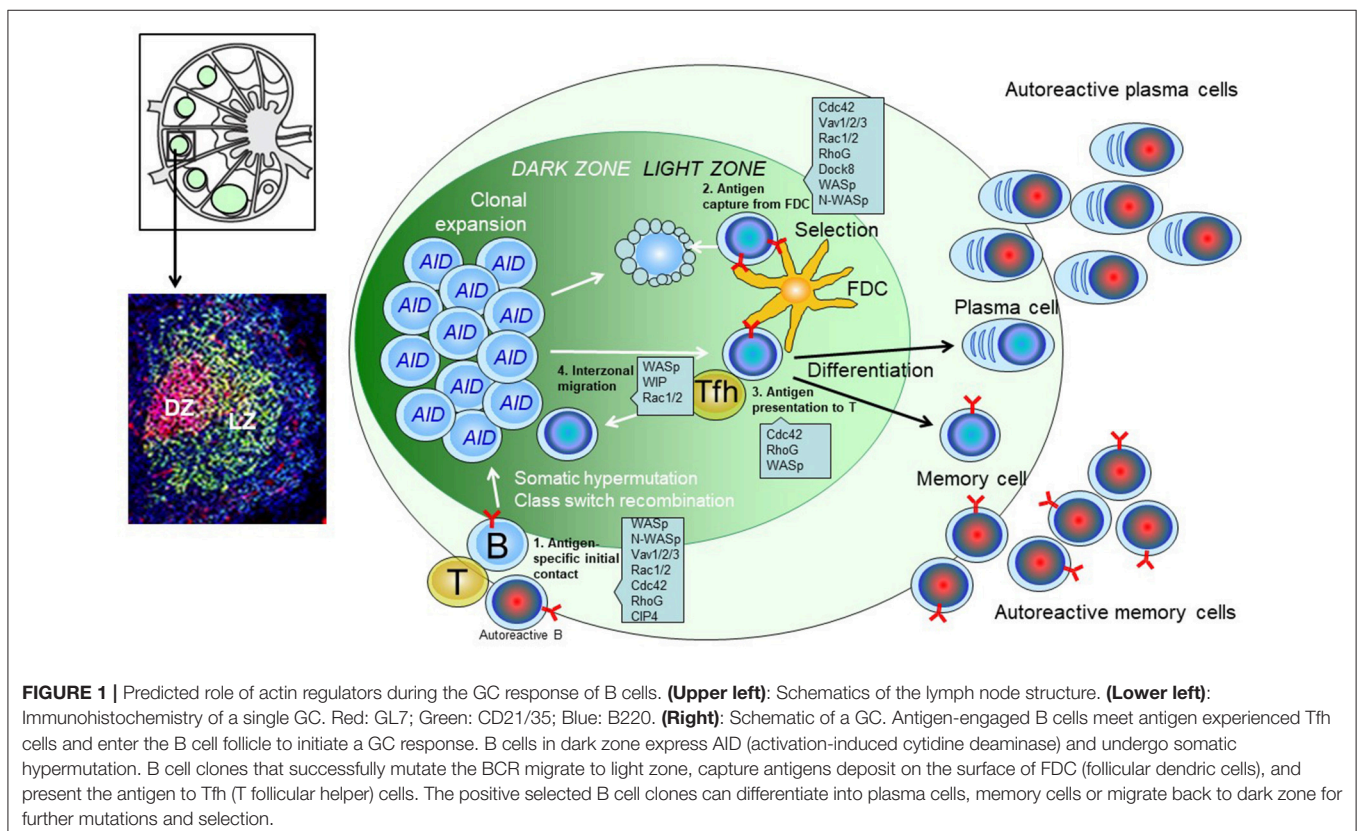 Autoreactive plasma cells
Cdc42
Vav1/2/3
Rac1/2
RhoG
Dock8
WASp
N-WASp
DARK ZONE
LIGHT ZONE
Clonal
expansion
2. Antigen
capture from FDC
Selection
FDC
AID
AID
AID
AID
AID
AID
AID
AID
AID
AID
AID
AID
AID
Plasma cell
Differentiation
4. Interzonal
migration
WASp
WIP
Rac1/2
Tfh
3. Antigen
presentation to T
Cdc42
RhoG
WASp
DZ
LZ
Memory cell
Somatic hypermutation
Class switch recombination
B
T
1. Antigen-
specific initial
contact
WASp
N-WASp
Vav1/2/3
Rac1/2
Cdc42
RhoG
CIP4
Autoreactive B
Autoreactive memory cells
FIGURE 1 | Predicted role of actin regulators during the GC response of B cells. (Upper left): Schematics of the lymph node structure. (Lower left):
Immunohistochemistry of a single GC. Red: GL7; Green: CD21/35; Blue: B220. (Right): Schematic of a GC. Antigen-engaged B cells meet antigen experienced Tfh
cells and enter the B cell follicle to initiate a GC response. B cells in dark zone express AID (activation-induced cytidine deaminase) and undergo somatic
hypermutation. B cell clones that successfully mutate the BCR migrate to light zone, capture antigens deposit on the surface of FDC (follicular dendric cells), and
present the antigen to Tfh (T follicular helper) cells. The positive selected B cell clones can differentiate into plasma cells, memory cells or migrate back to dark zone for
further mutations and selection.